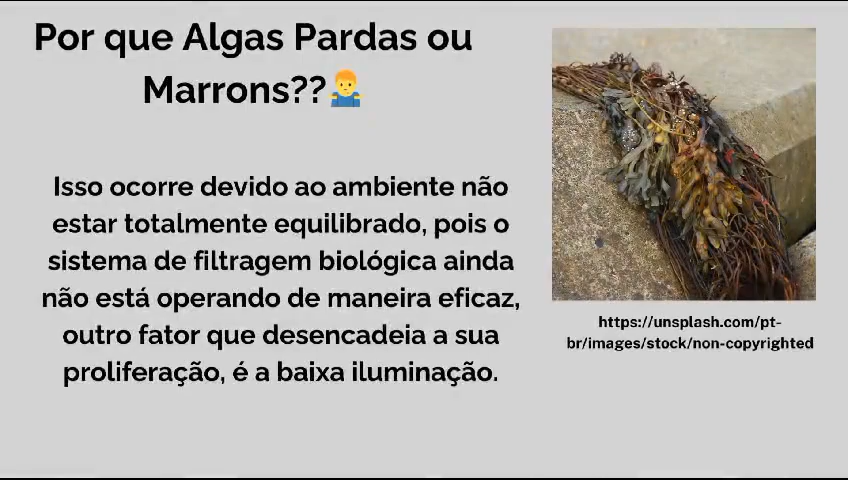 Por que Algas Pardas ou
Marrons??🤷‍♂️
Isso ocorre devido ao ambiente não
estar totalmente equilibrado, pois o
sistema de filtragem biológica ainda
não está operando de maneira eficaz,
outro fator que desencadeia a sua
proliferação, é a baixa iluminação.
https://unsplash.com/pt-
br/images/stock/non-copyrighted